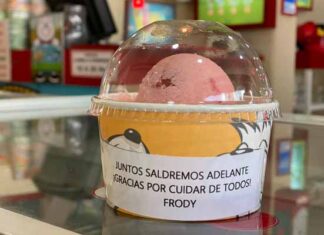 JUNTOS SALDREMOS ADELANTE
¡GRACIAS POR CUIDAR DE TODOS!
FRODY